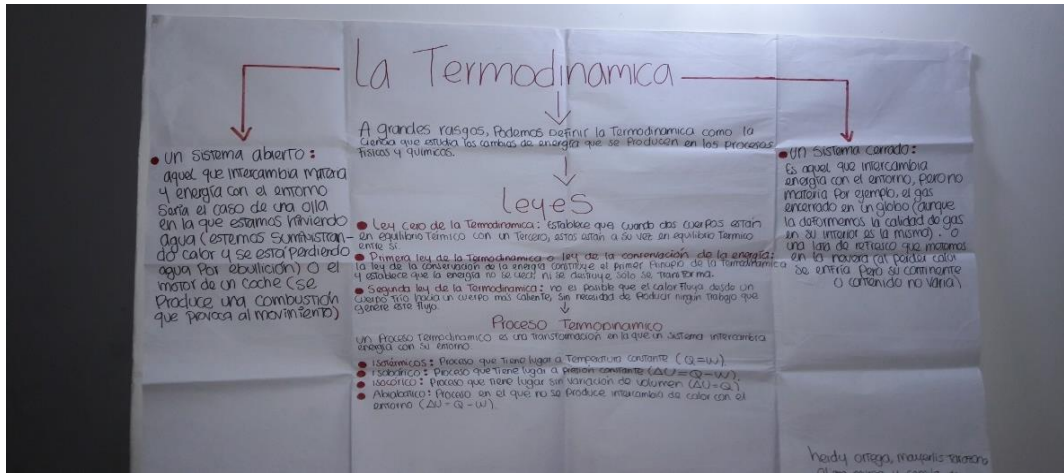 La Termodinamica
● Un Sistema abierto:
aquel que intercambia materia
y energía con el entorno
Sería el caso de una olla
en la que estamos hirviendo
agua (estemos suministran-
do calor y se está perdiendo
agua por ebullición) O el
motor de un coche (se
Produce una combustión
que provoca al movimiento)
A grandes rasgos, Podemos Definir la Termodinamica como la
ciencia que estudia los cambios de energía que se Producen en los Procesos
físicos y químicos.
Leyes
● Ley cero de la Termodinamica: Establece que cuando dos cuerpos están
en equilibrio Térmico con un Tercero, estos están a su vez en equilibrio Térmico
entre sí
● Primera ley de la Termodinamica o ley de la conservación de la energía:
la ley de la conservación de la energía constituye el primer Principio de la Termodinamica
y establece que la energía no se crea; ni se destruye, Solo se Transforma.
● Segunda ley de la Termodinamica: no es posible que el calor fluya desde un
cuerpo frío hacia un cuerpo más caliente, sin necesidad de Producir ningún Trabajo que
genere este flujo.
Proceso Termodinamico
un Proceso Termodinamico es una Transformación en la que un Sistema intercambia
energía con su entorno.
● isotérmicos: Proceso que Tiene lugar a Temperatura constante (Q=W)
● Isobárico: Proceso que Tiene lugar a presión constante (ΔU=Q-W)
● isocórico: Proceso que Tiene lugar sin variación de volumen (ΔU=Q)
● Proceso en el que no se Produce intercambio de calor con el
entorno (ΔU-Q-W).
● Un Sistema cerrado:
Es aquel que intercambia
energía con el entorno, Pero no
materia Por ejemplo, el gas
encerrado en un globo (aunque
la deformemos la calidad de gas
en su interior es la mismo). O
una lata de refresco que metamos
en la nevera (al perder calor
se enfría Pero su continente
O contenido no varía)
heidy ortega, mayerlis